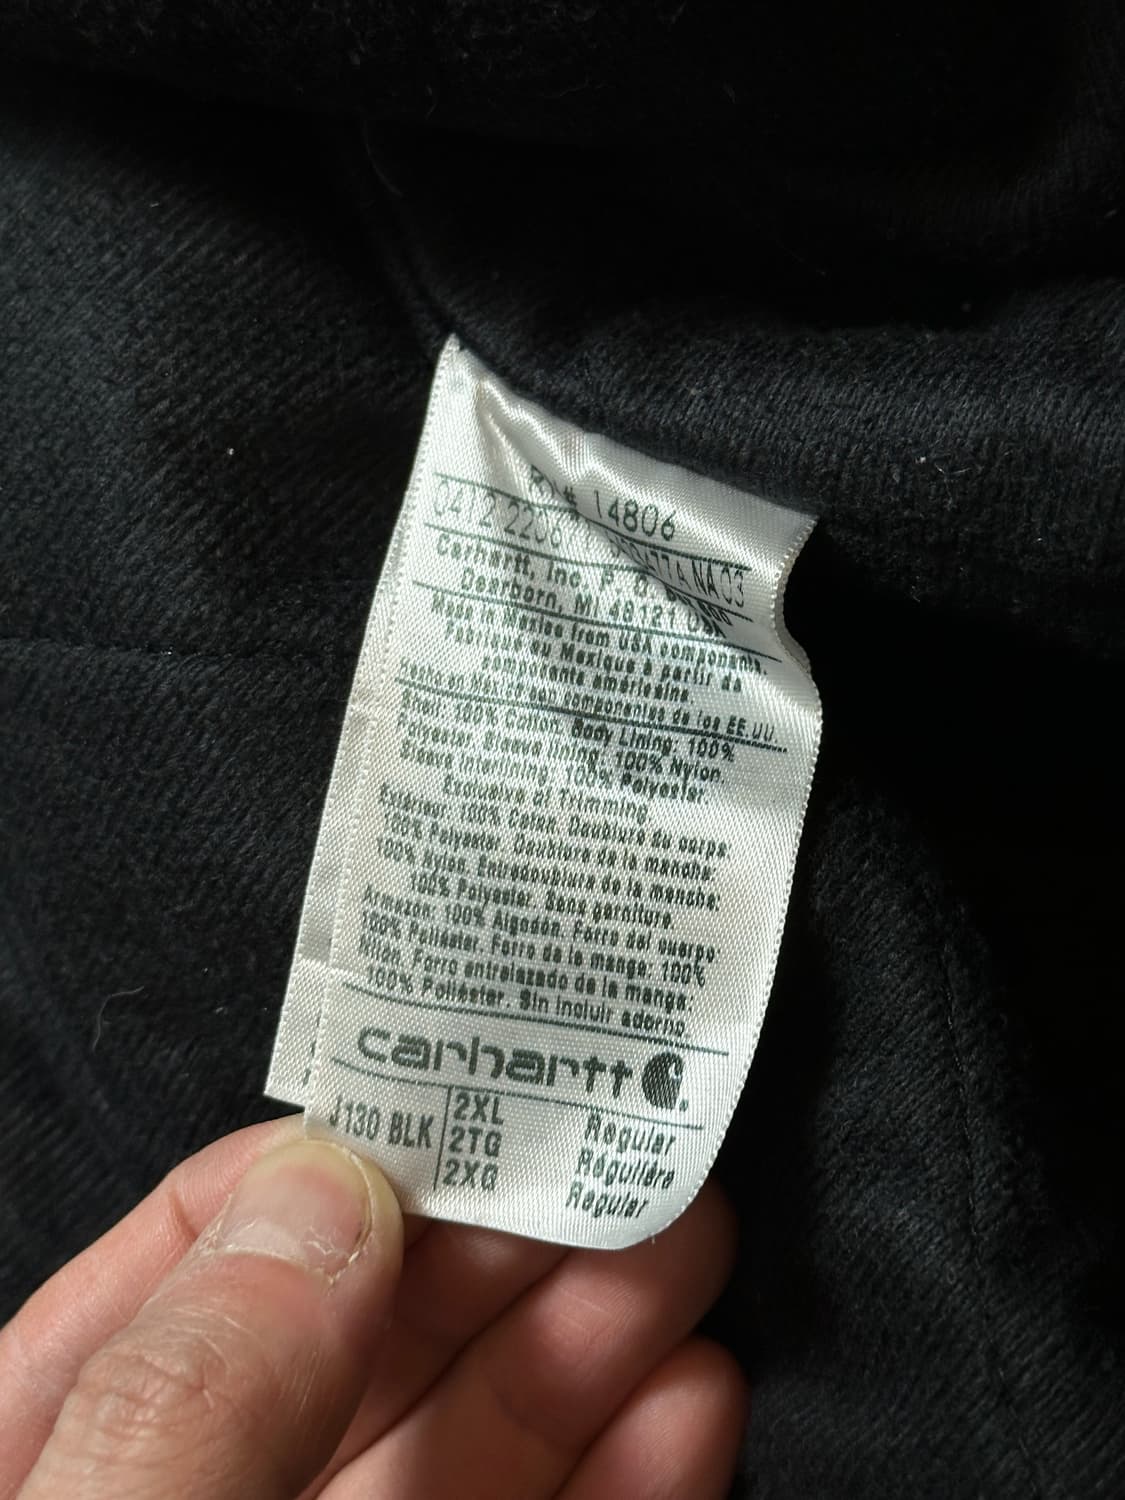 RN# 14806
0412 2206 NA 03
Carhartt, Inc. P. O.
Dearborn, MI 48121
Made in Mexico from USA components.
Fabriqué au Mexique à partir de
composants américains.
Hecho en México con componentes de los EE.UU.
Shell: 100% Cotton. Body Lining: 100%
Polyester. Sleeve lining: 100% Nylon.
Sleeve Interlining: 100% Polyester.
Exclusive of Trimming
Extérieur: 100% Coton. Doublure du corps:
100% Polyester. Doublure de la manche:
100% Nylon. Entredoublure de la manche:
100% Polyester. Sans garniture.
Armazon: 100% Algodón. Forro del cuerpo
100% Poliéster. Forro de la manga: 100%
Nilon. Forro entrelazado de la manga:
100% Poliéster. Sin incluir adorno.
carhartt
J130 BLK
2XL Regular
2TG Régulière
2XG Regular